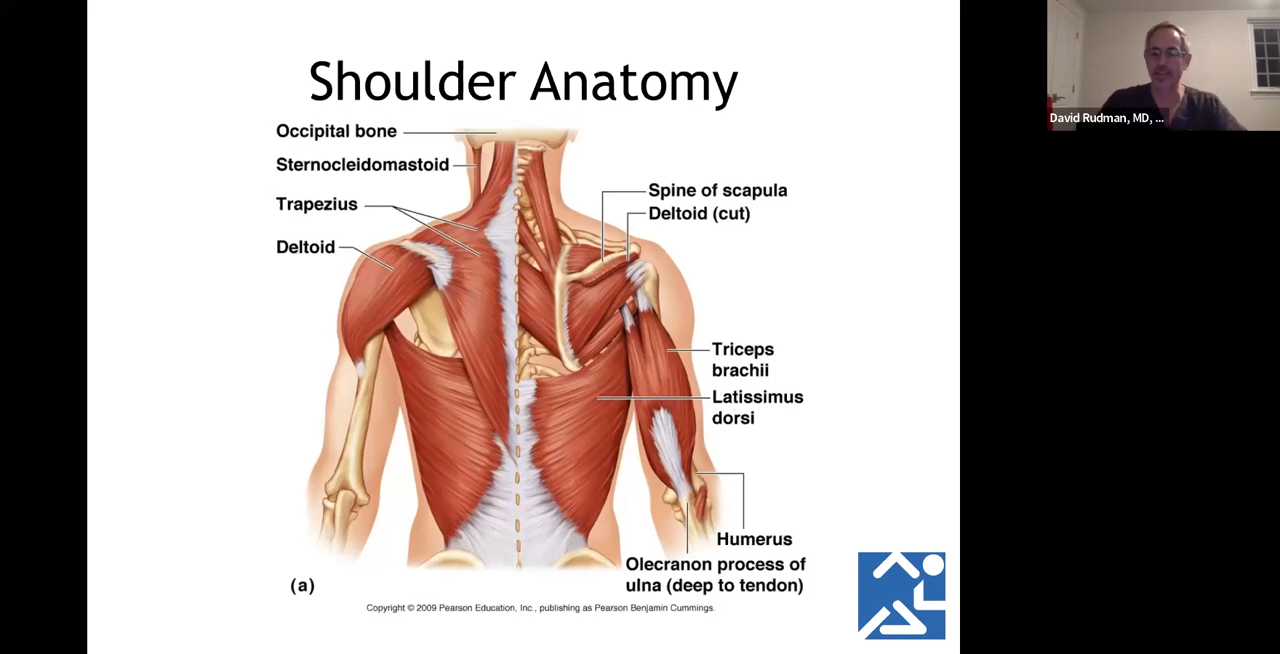 Shoulder Anatomy
Occipital bone
Sternocleidomastoid
Trapezius
Deltoid
Spine of scapula
Deltoid (cut)
Triceps
brachii
Latissimus
dorsi
Humerus
Olecranon process of
ulna (deep to tendon)
(a)
Copyright © 2009 Pearson Education, Inc., publishing as Pearson Benjamin Cummings.
David Rudman, MD, ...